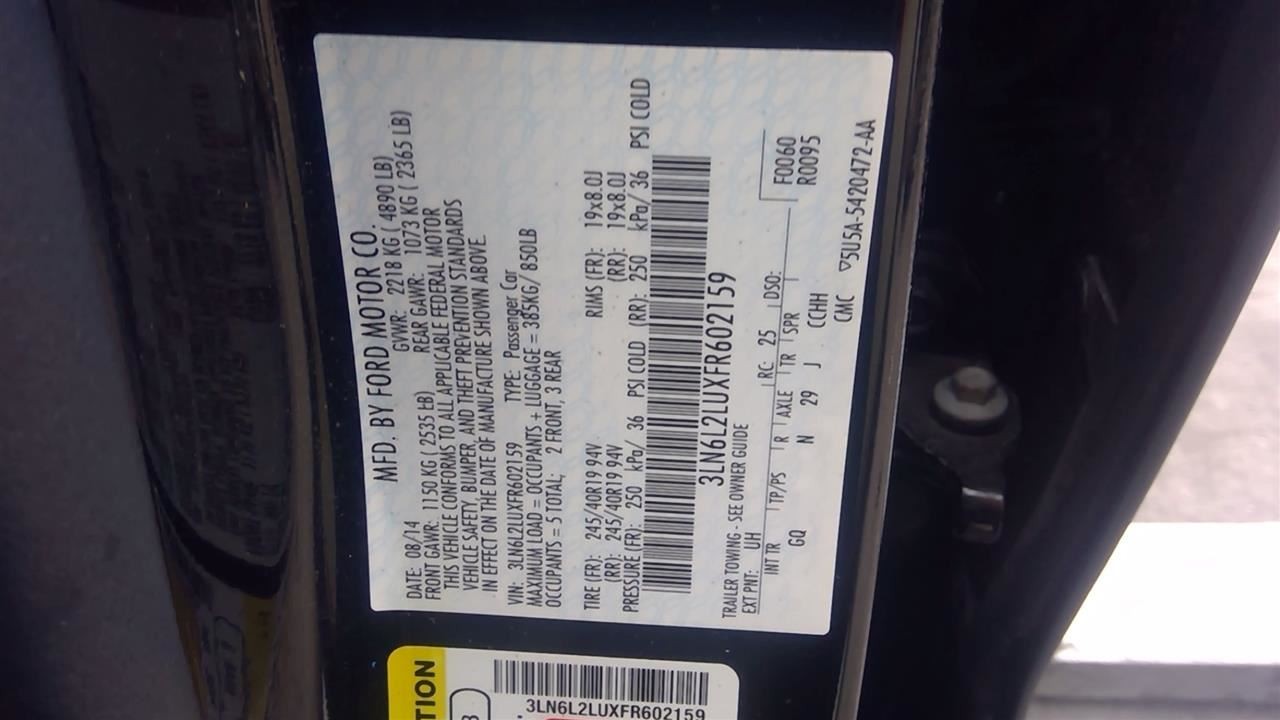 MFD. BY FORD MOTOR CO.
DATE: 08/14 GVWR: 2218 KG ( 4890 LB)
FRONT GAWR: 1150 KG ( 2535 LB) REAR GAWR: 1073 KG ( 2365 LB)
THIS VEHICLE CONFORMS TO ALL APPLICABLE FEDERAL MOTOR
VEHICLE SAFETY, BUMPER, AND THEFT PREVENTION STANDARDS
IN EFFECT ON THE DATE OF MANUFACTURE SHOWN ABOVE.
VIN: 3LN6L2LUXFR602159 TYPE: Passenger Car
MAXIMUM LOAD = OCCUPANTS + LUGGAGE = 385KG/ 850LB
OCCUPANTS = 5 TOTAL; 2 FRONT, 3 REAR
TIRE (FR): 245/40R19 94V RIMS (FR): 19x8.0J
(RR): 245/40R19 94V (RR): 19x8.0J
PRESSURE (FR): 250 kPa/ 36 PSI COLD (RR): 250 kPa/ 36 PSI COLD
3LN6L2LUXFR602159
TRAILER TOWING - SEE OWNER GUIDE F0060
EXT PNT: UH RC: 25 DSO: R0095
INT TR TP/PS R AXLE TR SPR
GQ N 29 J CCHH
CMC ▽5U5A-5420472-AA
TION
3LN6L2LUXFR602159